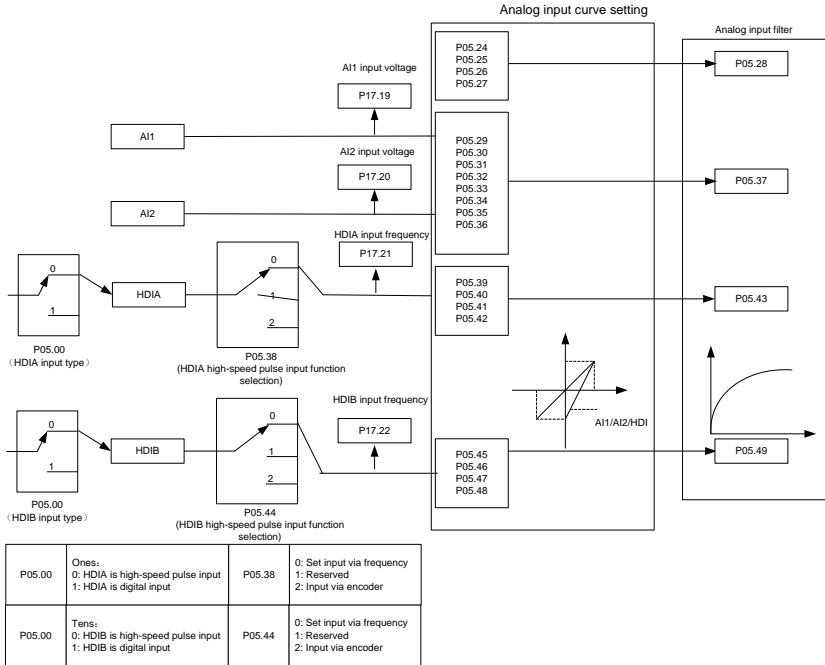 Analog input curve setting
Analog input filter
P05.24
P05.25
P05.26
P05.27
P05.28
AI1 input voltage
P17.19
AI1
AI2 input voltage
P17.20
AI2
P05.29
P05.30
P05.31
P05.32
P05.33
P05.34
P05.35
P05.36
P05.37
HDIA input frequency
P17.21
0
1
HDIA
0
1
2
P05.39
P05.40
P05.41
P05.42
P05.43
P05.00
（HDIA input type）
P05.38
(HDIA high-speed pulse input function
selection)
HDIB input frequency
P17.22
AI1/AI2/HDI
0
1
HDIB
0
1
2
P05.45
P05.46
P05.47
P05.48
P05.49
P05.00
（HDIB input type）
P05.44
(HDIB high-speed pulse input function
selection)
P05.00
Ones:
0: HDIA is high-speed pulse input
1: HDIA is digital input
P05.38
0: Set input via frequency
1: Reserved
2: Input via encoder
P05.00
Tens:
0: HDIB is high-speed pulse input
1: HDIB is digital input
P05.44
0: Set input via frequency
1: Reserved
2: Input via encoder